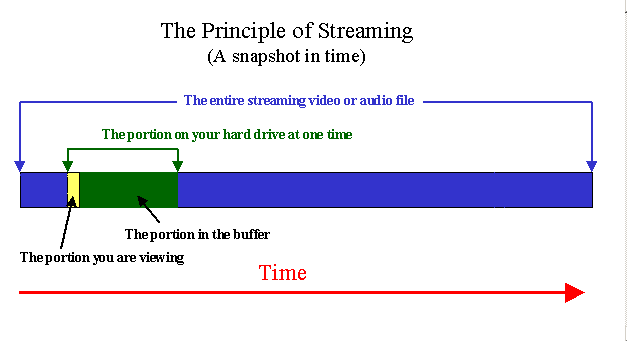 The Principle of Streaming
(A snapshot in time)
The entire streaming video or audio file
The portion on your hard drive at one time
The portion in the buffer
The portion you are viewing
Time